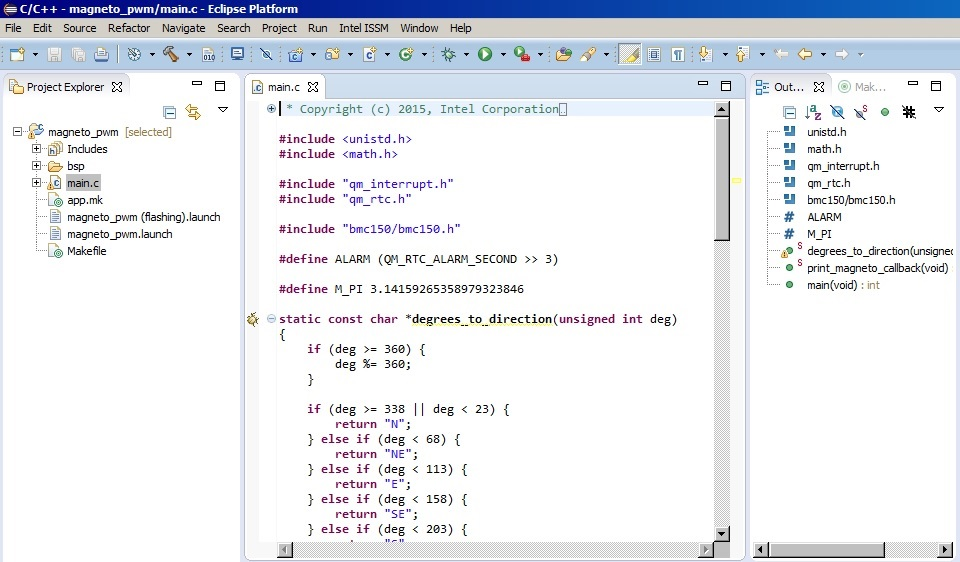 C/C++ - magneto_pwm/main.c - Eclipse Platform
File Edit Source Refactor Navigate Search Project Run Intel ISSM Window Help
010
Project Explorer
magneto_pwm [selected]
Includes
bsp
main.c
app.mk
magneto_pwm (flashing).launch
magneto_pwm.launch
Makefile
main.c
* Copyright (c) 2015, Intel Corporation
#include <unistd.h>
#include <math.h>
#include "qm_interrupt.h"
#include "qm_rtc.h"
#include "bmc150/bmc150.h"
#define ALARM (QM_RTC_ALARM_SECOND >> 3)
#define M_PI 3.14159265358979323846
static const char *degrees_to_direction(unsigned int deg)
{
if (deg >= 360) {
deg %= 360;
}
if (deg >= 338 || deg < 23) {
return "N";
} else if (deg < 68) {
return "NE";
} else if (deg < 113) {
return "E";
} else if (deg < 158) {
return "SE";
} else if (deg < 203) {
Out... Mak...
unistd.h
math.h
qm_interrupt.h
qm_rtc.h
bmc150/bmc150.h
ALARM
M_PI
degrees_to_direction(unsigned
print_magneto_callback(void)
main(void) : int